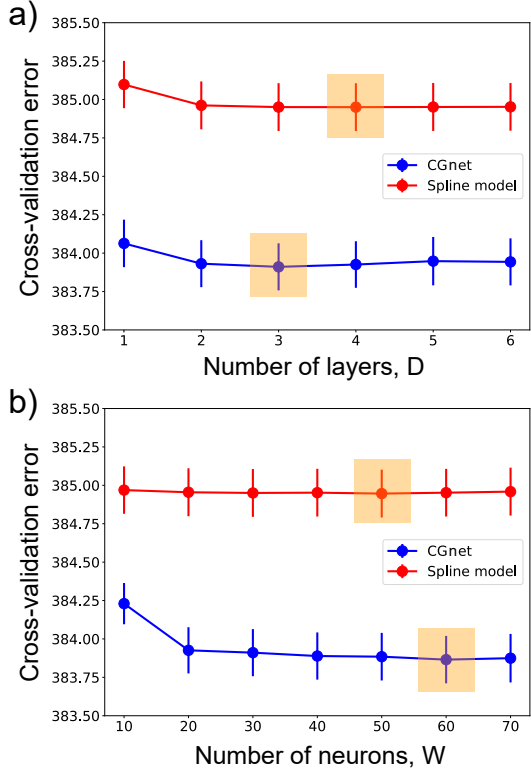 a)
385.50
385.25
385.00
384.75
384.50
384.25
384.00
383.75
383.50
Cross-validation error
CGnet
Spline model
1 2 3 4 5 6
Number of layers, D
b)
385.50
385.25
385.00
384.75
384.50
384.25
384.00
383.75
383.50
Cross-validation error
CGnet
Spline model
10 20 30 40 50 60 70
Number of neurons, W